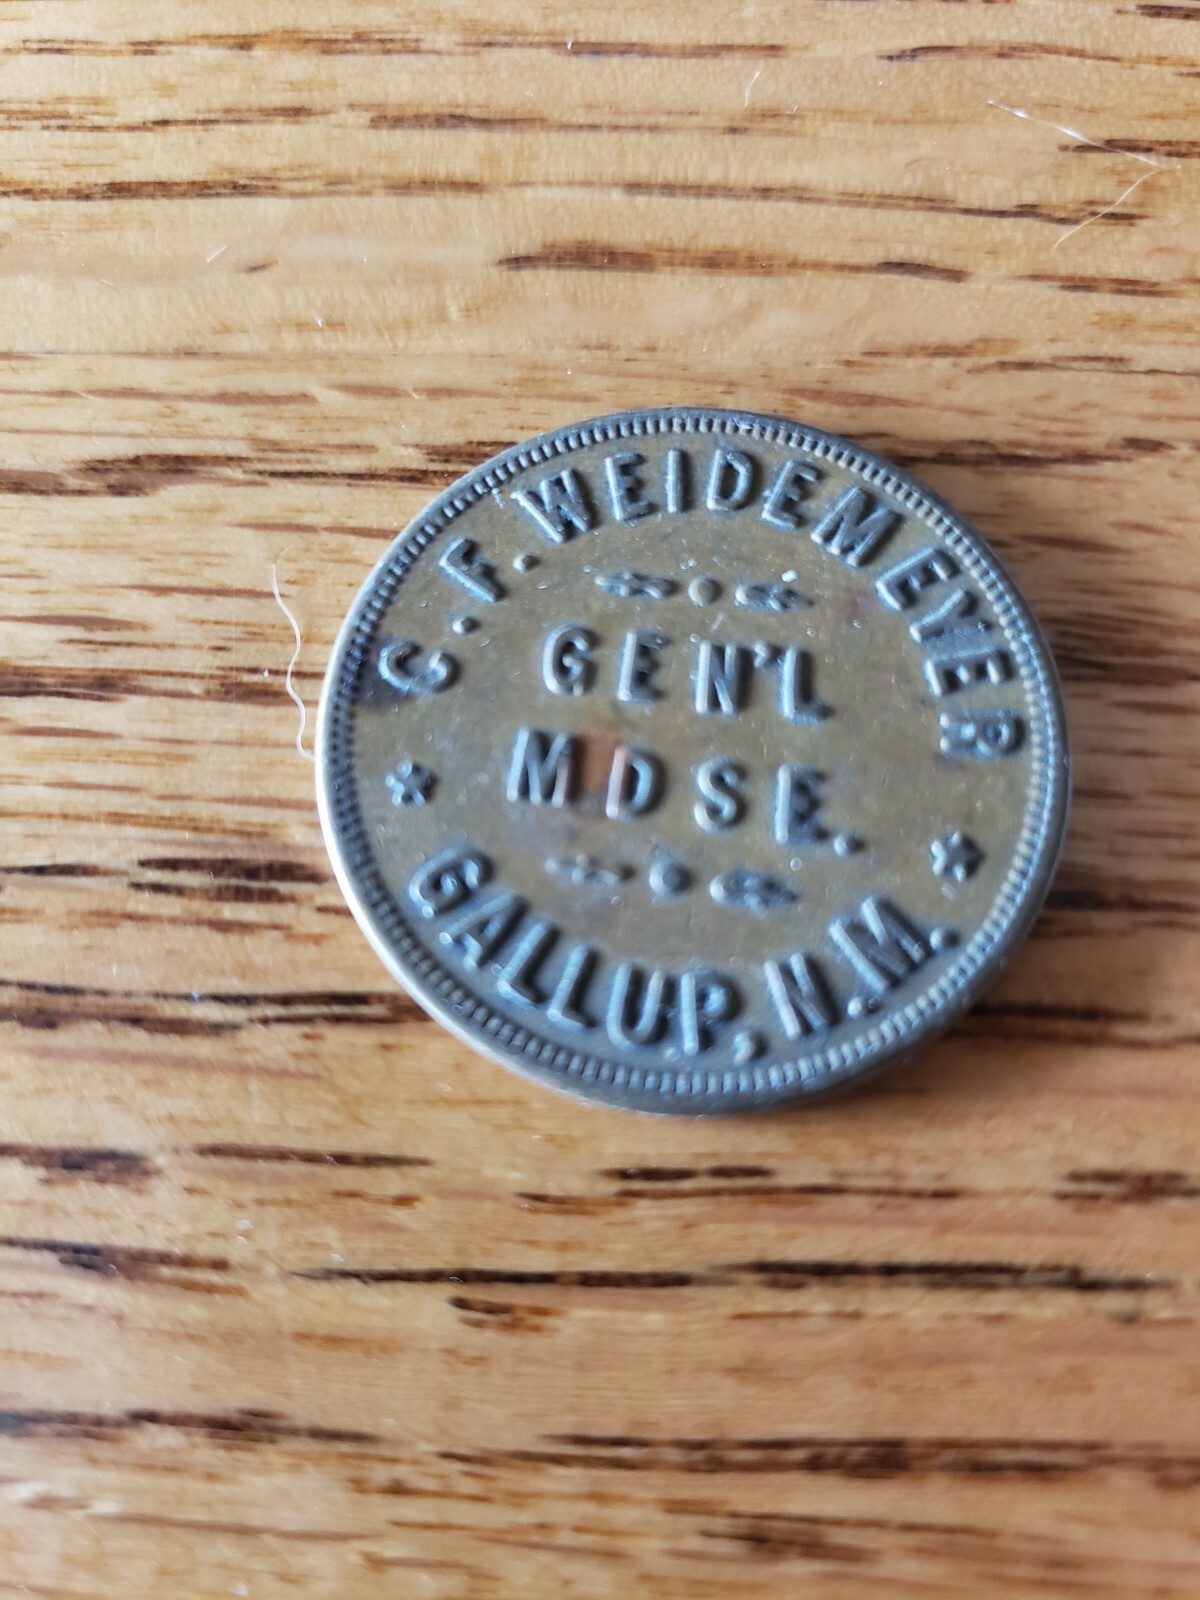 C. F. WEIDEMEYER
GEN'L
MDSE.
GALLUP, N.M.